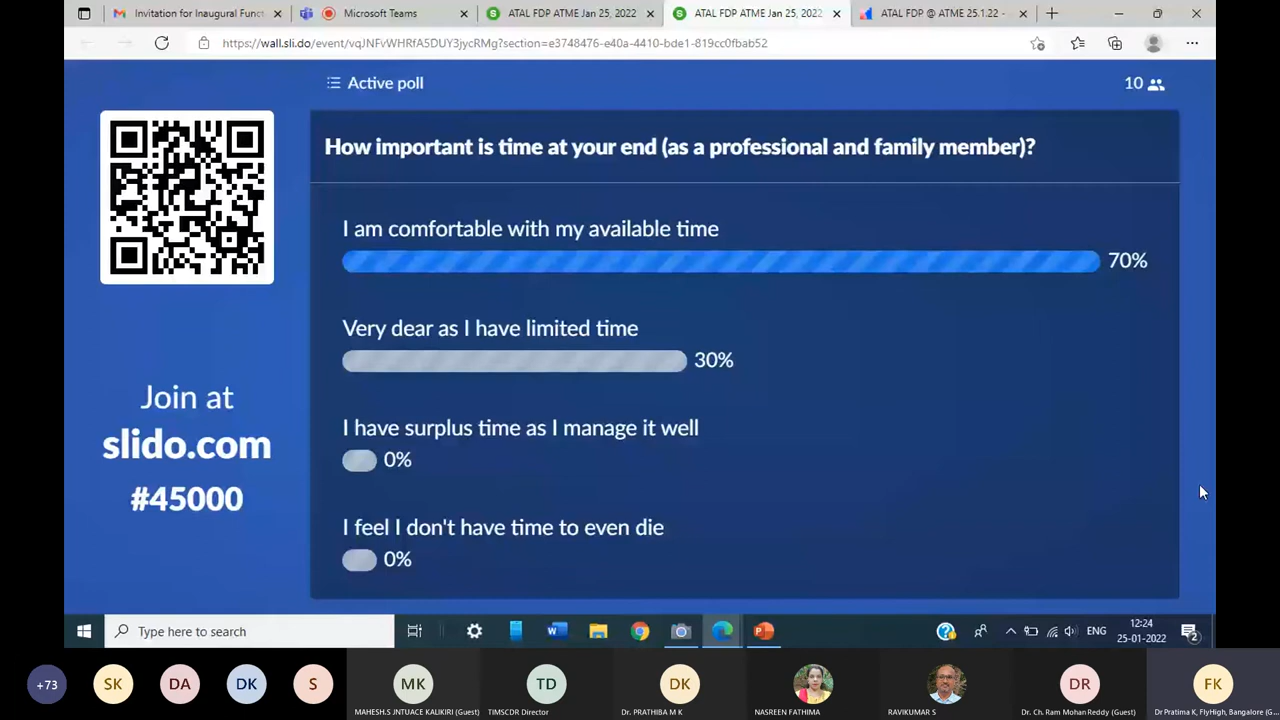 Invitation for Inaugural Funct
Microsoft Teams
ATAL FDP ATME Jan 25, 2022
ATAL FDP ATME Jan 25, 2022
ATAL FDP @ ATME 25.1.22 -
https://wall.sli.do/event/vqJNFvWHRfA5DUY3jycRMg?section=e3748476-e40a-4410-bde1-819cc0fbab52
Active poll
10
How important is time at your end (as a professional and family member)?
I am comfortable with my available time
70%
Very dear as I have limited time
30%
I have surplus time as I manage it well
0%
I feel I don't have time to even die
0%
Join at
slido.com
#45000
Type here to search
ENG
12:24
25-01-2022
2
+73
SK
DA
DK
S
MK
TD
DK
DR
FK
MAHESH.S JNTUACE KALIKIRI (Guest)
TIMSCDR Director
Dr. PRATHIBA M K
NASREEN FATHIMA
RAVIKUMAR S
Dr. Ch. Ram Mohan Reddy (Guest)
Dr Pratima K, FlyHigh, Bangalore (G...